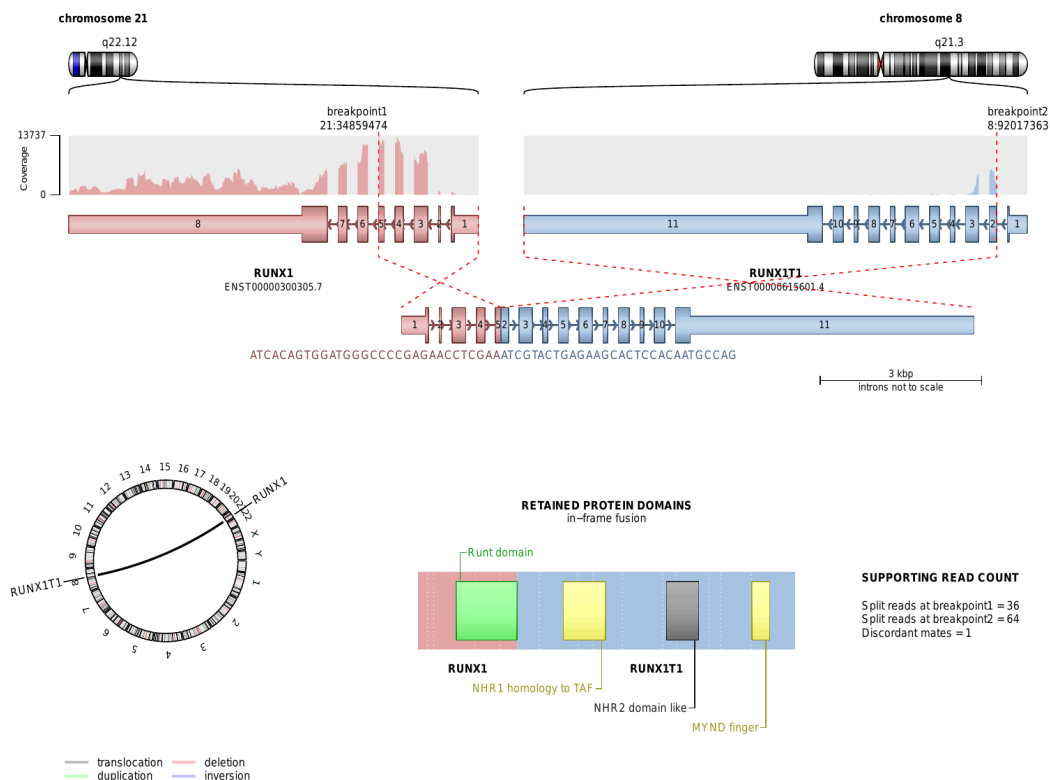 chromosome 21
chromosome 8
q22.12
q21.3
breakpoint1
21:34859474
breakpoint2
8:92017363
13737
Coverage
0
8 7 6 5 4 3 2 1
11 10 9 8 7 6 5 4 3 2 1
RUNX1
ENST00000300305.7
RUNX1T1
ENST00000615601.4
1 2 3 4 5 2 3 4 5 6 7 8 9 10 11
ATCACAGTGGATGGGCCCCGAGAACCTCGAAATCGTACTGAGAAGCACTCCACAATGCCAG
3 kbp
introns not to scale
1 2 3 4 5 6 7 8 9 10 11 12 13 14 15 16 17 18 19 20 21 22 X Y
RUNX1
RUNX1T1
RETAINED PROTEIN DOMAINS
in-frame fusion
Runt domain
RUNX1
RUNX1T1
NHR1 homology to TAF
NHR2 domain like
MYND finger
SUPPORTING READ COUNT
Split reads at breakpoint1 = 36
Split reads at breakpoint2 = 64
Discordant mates = 1
translocation
deletion
duplication
inversion